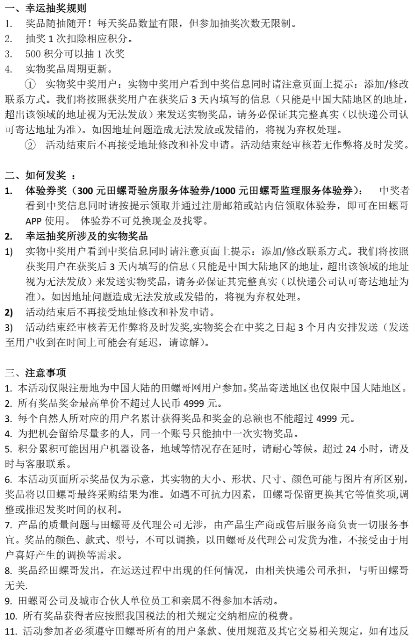 一、幸运抽奖规则
1. 奖品随抽随开！每天奖品数量有限，但参加抽奖次数无限制。
2. 抽奖 1 次扣除相应积分。
3. 500 积分可以抽 1 次奖
4. 实物奖品周期更新。
① 实物奖中奖用户：实物中奖用户看到中奖信息同时请注意页面上提示：添加/修改
联系方式。我们将按照获奖用户在获奖后 3 天内填写的信息（只能是中国大陆地区的地址，
超出该领域的地址视为无法发放）来发送实物奖品，请务必保证其完整真实（以快递公司认
可寄达地址为准）。如因地址问题造成无法发放或发错的，将视为弃权处理。
② 活动结束后不再接受地址修改和补发申请。活动结束经审核若无作弊将及时发奖。
二、如何发奖：
1. 体验券奖（300 元田螺哥验房服务体验券/1000 元田螺哥监理服务体验券）： 中奖者
看到中奖信息同时请按提示领取并通过注册邮箱或站内信领取体验券，即可在田螺哥
APP 使用。 体验券不可兑换现金及找零。
2. 幸运抽奖所涉及的实物奖品
1) 实物中奖用户看到中奖信息同时请注意页面上提示：添加/修改联系方式。我们将按照
获奖用户在获奖后 3 天内填写的信息（只能是中国大陆地区的地址，超出该领域的地址
视为无法发放）来发送实物奖品，请务必保证其完整真实（以快递公司认可寄达地址为
准）。如因地址问题造成无法发放或发错的，将视为弃权处理。
2) 活动结束后不再接受地址修改和补发申请。
3) 活动结束经审核若无作弊将及时发奖,实物奖会在中奖之日起 3 个月内安排发送（发送
至用户收到在时间上可能会有延迟，请谅解）。
三、注意事项
1. 本活动仅限注册地为中国大陆的田螺哥网用户参加。奖品寄送地区也仅限中国大陆地区。
2. 所有奖品奖金最高单价不超过人民币 4999 元。
3. 每个自然人所对应的用户名累计获得奖品和奖金的总额也不能超过 4999 元。
4. 为把机会留给尽量多的人，同一个账号只能抽中一次实物奖品。
5. 积分累积可能因用户机器设备，地域等情况存在延时，请耐心等候。超过 24 小时，请及
时与客服联系。
6. 本活动页面所示奖品仅为示意，其实物的大小、形状、尺寸、颜色可能与图片有所区别，
奖品将以田螺哥最终采购结果为准。如遇不可抗力因素，田螺哥保留更换其它等值奖项,调
整或推迟发奖时间的权利。
7. 产品的质量问题与田螺哥及代理公司无涉，由产品生产商或售后服务商负责一切服务事
宜。奖品的颜色、款式、型号，不可以调换，以田螺哥及代理公司发货为准，不接受由于用
户喜好产生的调换等需求。
8. 奖品经田螺哥发出，在运送过程中出现的任何情况，由相关快递公司承担，与听田螺哥
无关.
9. 田螺哥公司及城市合伙人单位员工和亲属不得参加本活动。
10. 所有奖品获得者应按照我国税法的相关规定交纳相应的税费。
11. 活动参加者必须遵守田螺哥所有的用户条款、使用规范及其它交易相关规定，如有违反